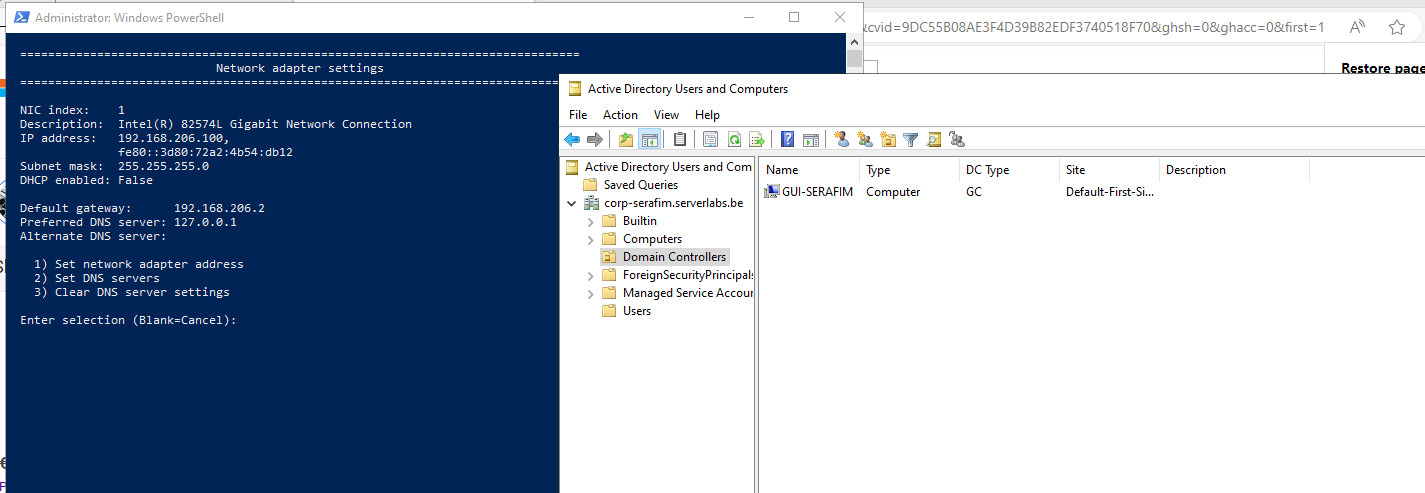 Administrator: Windows PowerShell
&cvid=9DC55B08AE3F4D39B82EDF3740518F70&ghsh=0&ghacc=0&first=1
Restore page
================================================================================
Network adapter settings
================================================================================
NIC index: 1
Description: Intel(R) 82574L Gigabit Network Connection
IP address: 192.168.206.100,
fe80::3d80:72a2:4b54:db12
Subnet mask: 255.255.255.0
DHCP enabled: False
Default gateway: 192.168.206.2
Preferred DNS server: 127.0.0.1
Alternate DNS server:
1) Set network adapter address
2) Set DNS servers
3) Clear DNS server settings
Enter selection (Blank=Cancel):
Active Directory Users and Computers
File Action View Help
Active Directory Users and Com
Saved Queries
corp-serafim.serverlabs.be
Builtin
Computers
Domain Controllers
ForeignSecurityPrincipals
Managed Service Accour
Users
Name Type DC Type Site Description
GUI-SERAFIM Computer GC Default-First-Si...